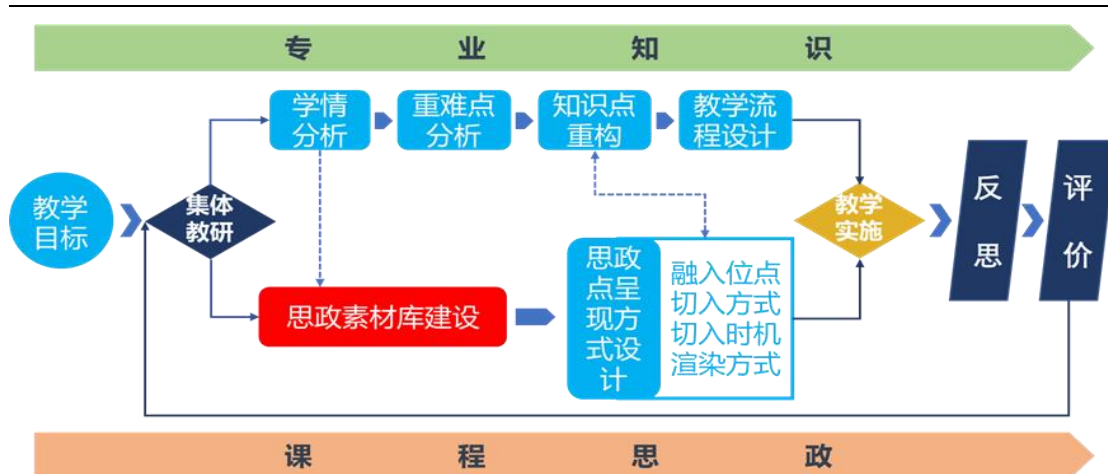 专业知识
学情
分析
重难点
分析
知识点
重构
教学流
程设计
教学
目标
集体
教研
教学
实施
反思
评价
思政素材库建设
思政
点呈
现方
式设
计
融入位点
切入方式
切入时机
渲染方式
课程思政